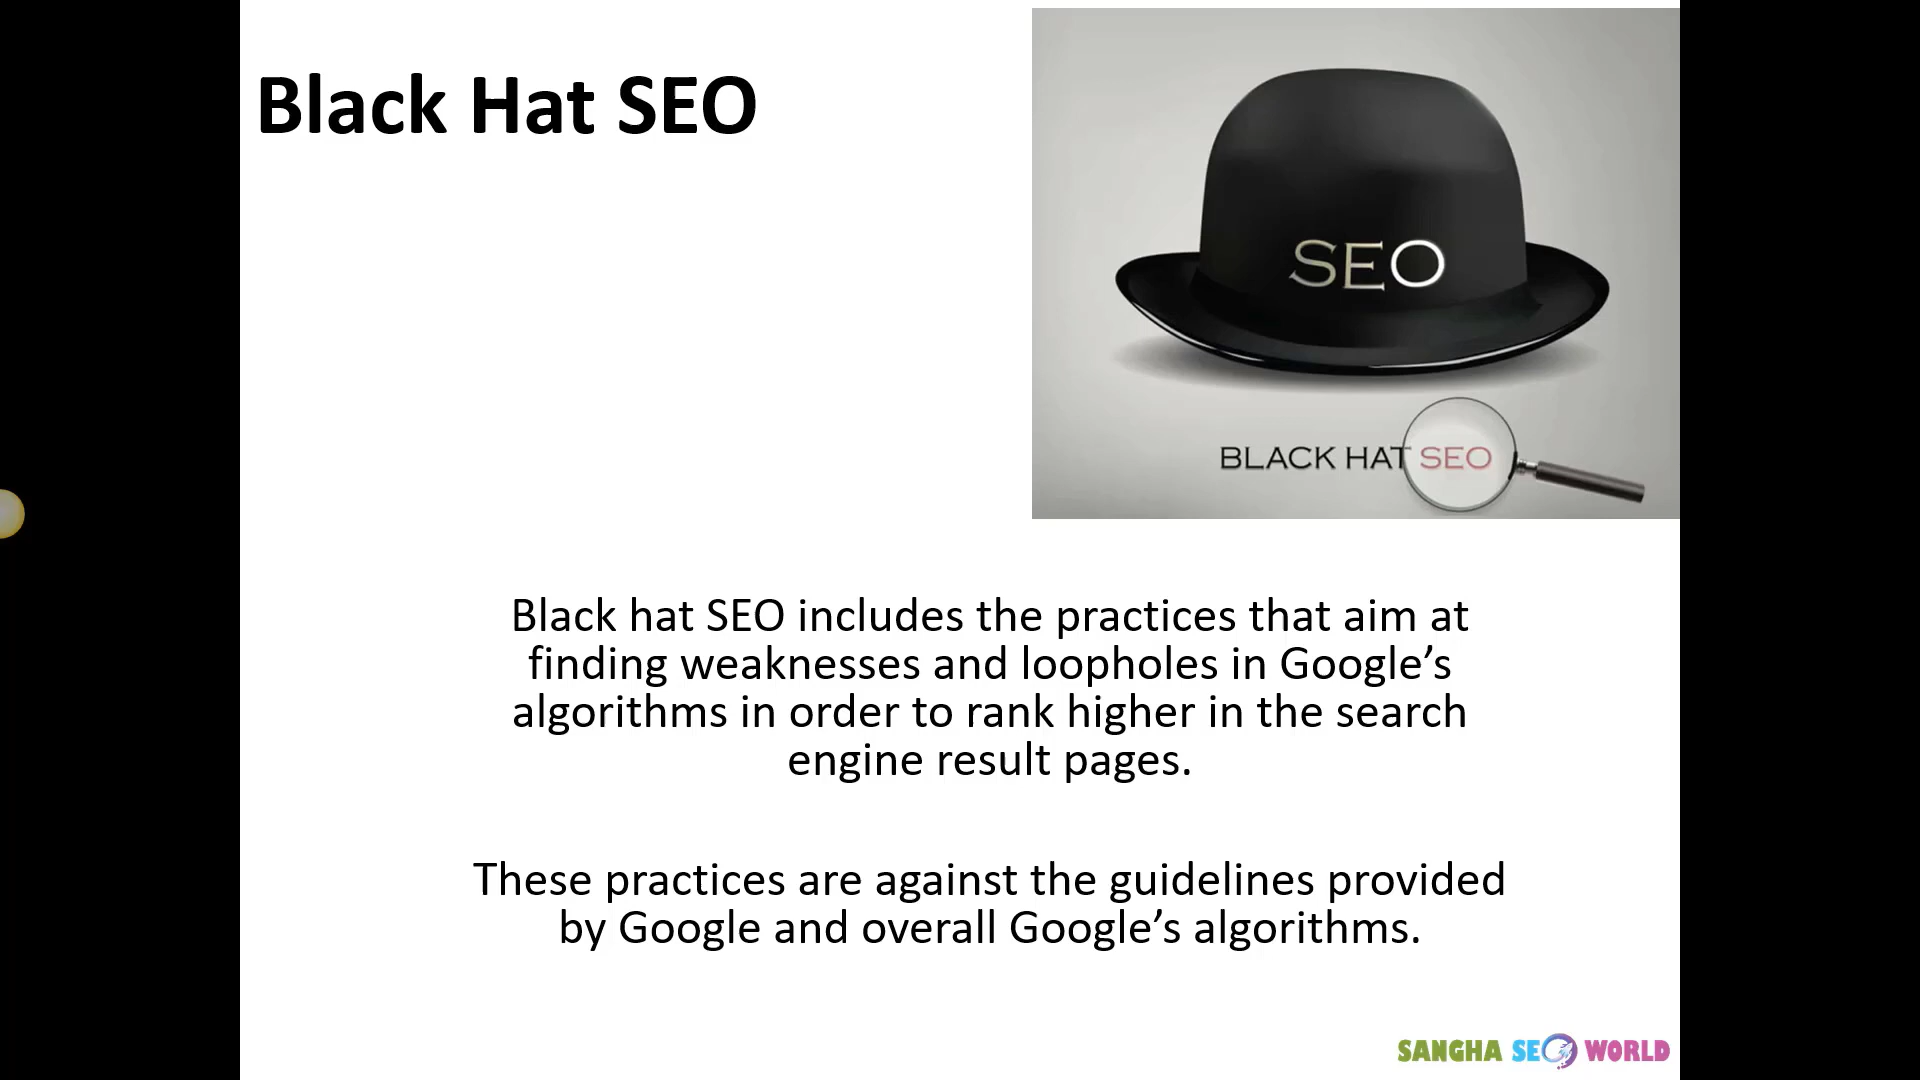 Black Hat SEO
SEO
BLACK HAT SEO
Black hat SEO includes the practices that aim at
finding weaknesses and loopholes in Google’s
algorithms in order to rank higher in the search
engine result pages.
These practices are against the guidelines provided
by Google and overall Google’s algorithms.
SANGHA SEO WORLD